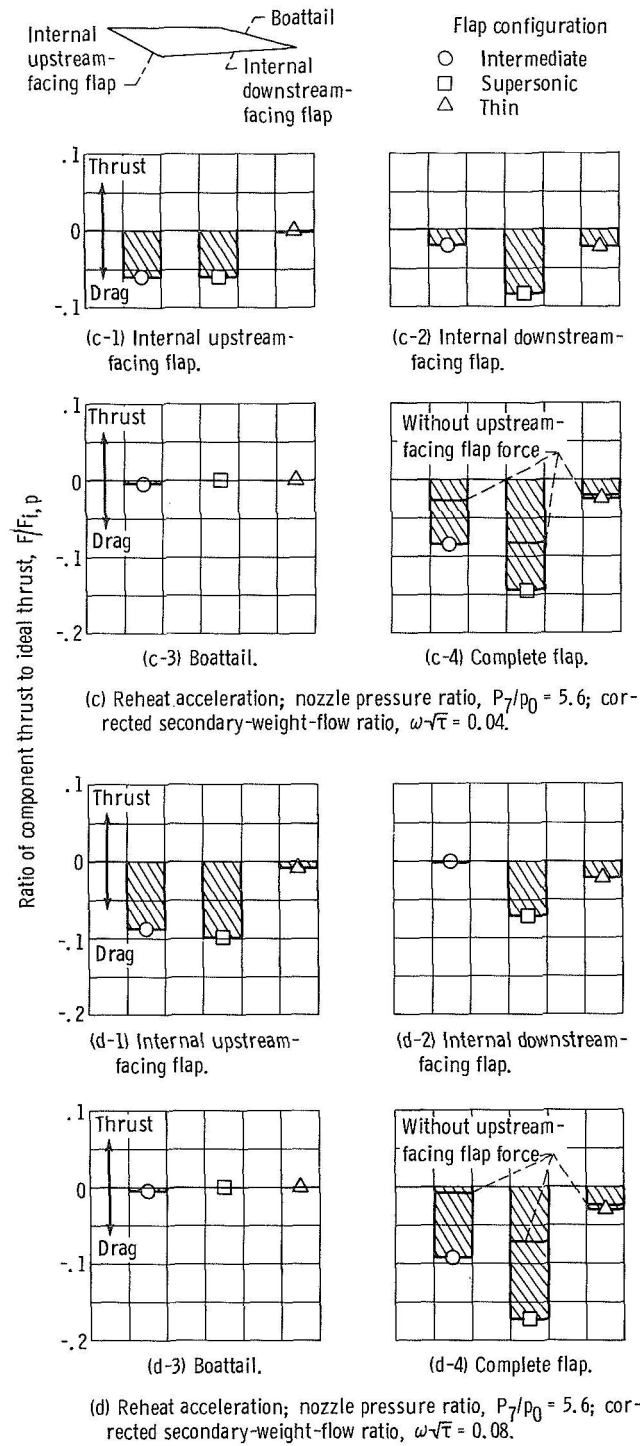 Internal upstream-facing flap
Boattail
Internal downstream-facing flap
Flap configuration
Intermediate
Supersonic
Thin
Ratio of component thrust to ideal thrust, F/Fi, p
.1
Thrust
0
Drag
-.1
(c-1) Internal upstream-
facing flap.
(c-2) Internal downstream-
facing flap.
.1
Thrust
0
Drag
-.1
-.2
(c-3) Boattail.
Without upstream-
facing flap force
(c-4) Complete flap.
(c) Reheat acceleration; nozzle pressure ratio, P7/p0 = 5.6; cor-
rected secondary-weight-flow ratio, ω√τ = 0.04.
.1
Thrust
0
-.1
Drag
-.2
(d-1) Internal upstream-
facing flap.
(d-2) Internal downstream-
facing flap.
.1
Thrust
0
Drag
-.1
-.2
(d-3) Boattail.
Without upstream-
facing flap force
(d-4) Complete flap.
(d) Reheat acceleration; nozzle pressure ratio, P7/p0 = 5.6; cor-
rected secondary-weight-flow ratio, ω√τ = 0.08.